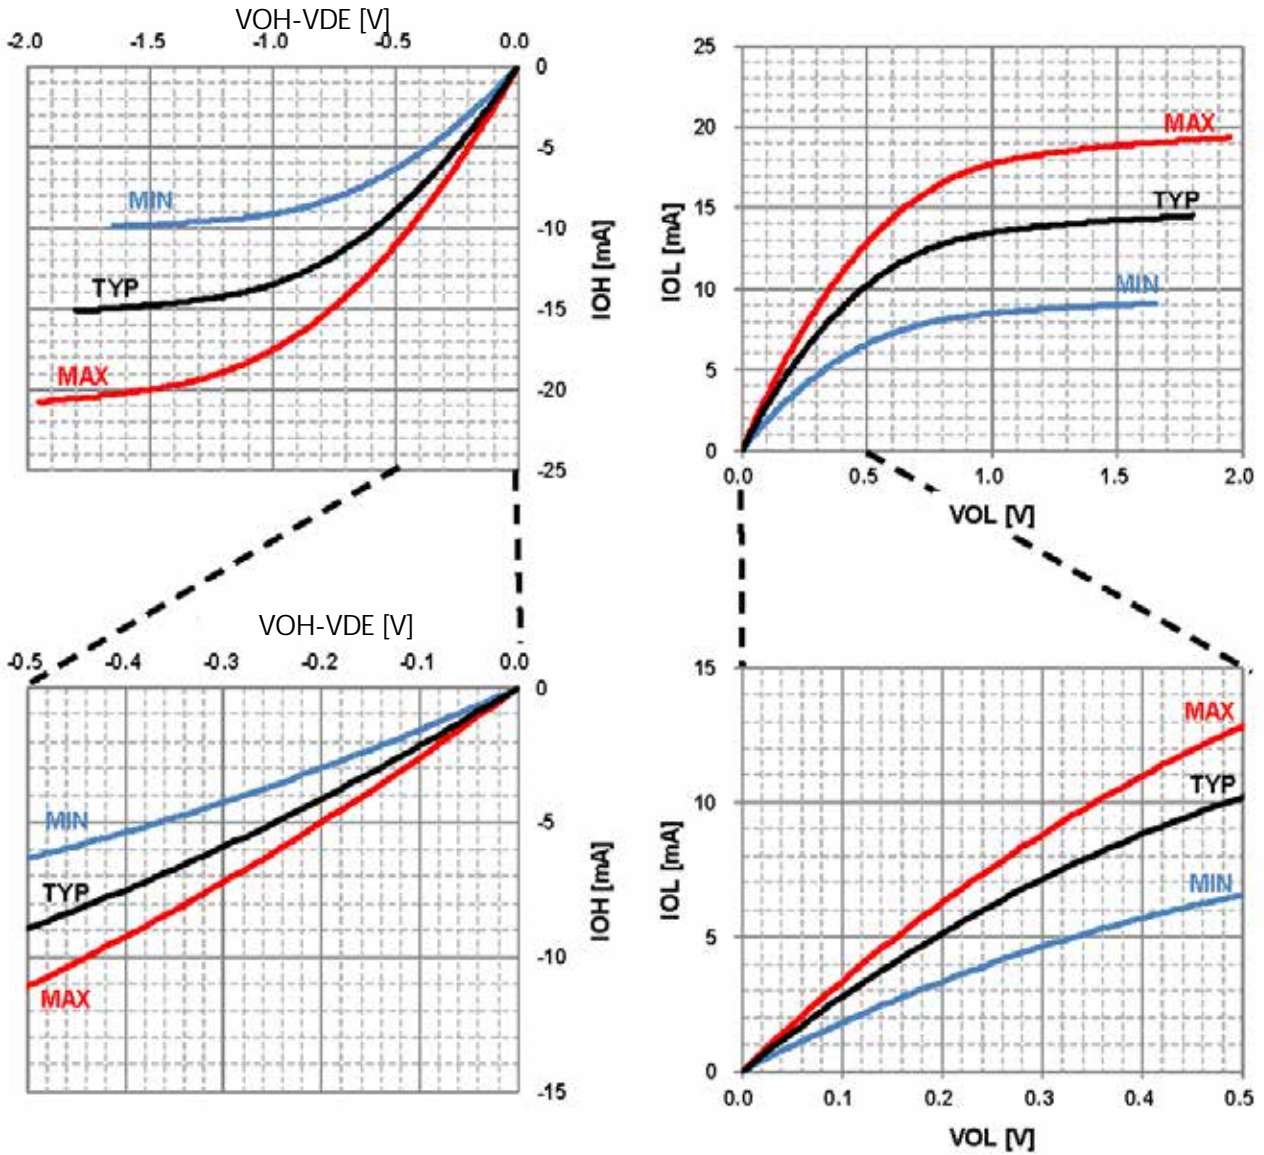 VOH-VDE [V]
-2.0 -1.5 -1.0 -0.5 0.0
0
-5
-10
-15
-20
-25
IOH [mA]
MIN
TYP
MAX
25
20
15
10
5
0
IOL [mA]
MAX
TYP
MIN
0.0 0.5 1.0 1.5 2.0
VOL [V]
VOH-VDE [V]
-0.5 -0.4 -0.3 -0.2 -0.1 0.0
0
-5
-10
-15
IOH [mA]
MIN
TYP
MAX
15
10
5
0
IOL [mA]
MAX
TYP
MIN
0.0 0.1 0.2 0.3 0.4 0.5
VOL [V]